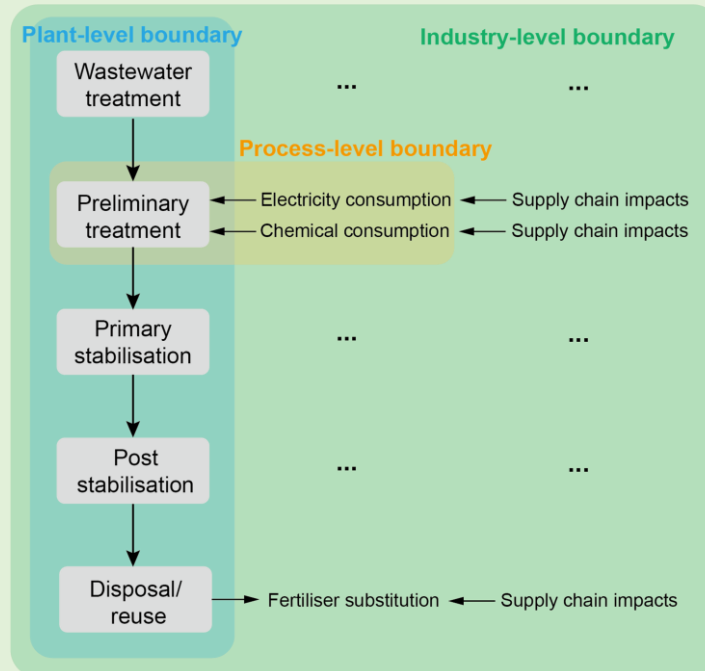 Plant-level boundary
Industry-level boundary
Wastewater
treatment
...
...
Process-level boundary
Preliminary
treatment
Electricity consumption
Supply chain impacts
Chemical consumption
Supply chain impacts
Primary
stabilisation
...
...
Post
stabilisation
...
...
Disposal/
reuse
Fertiliser substitution
Supply chain impacts